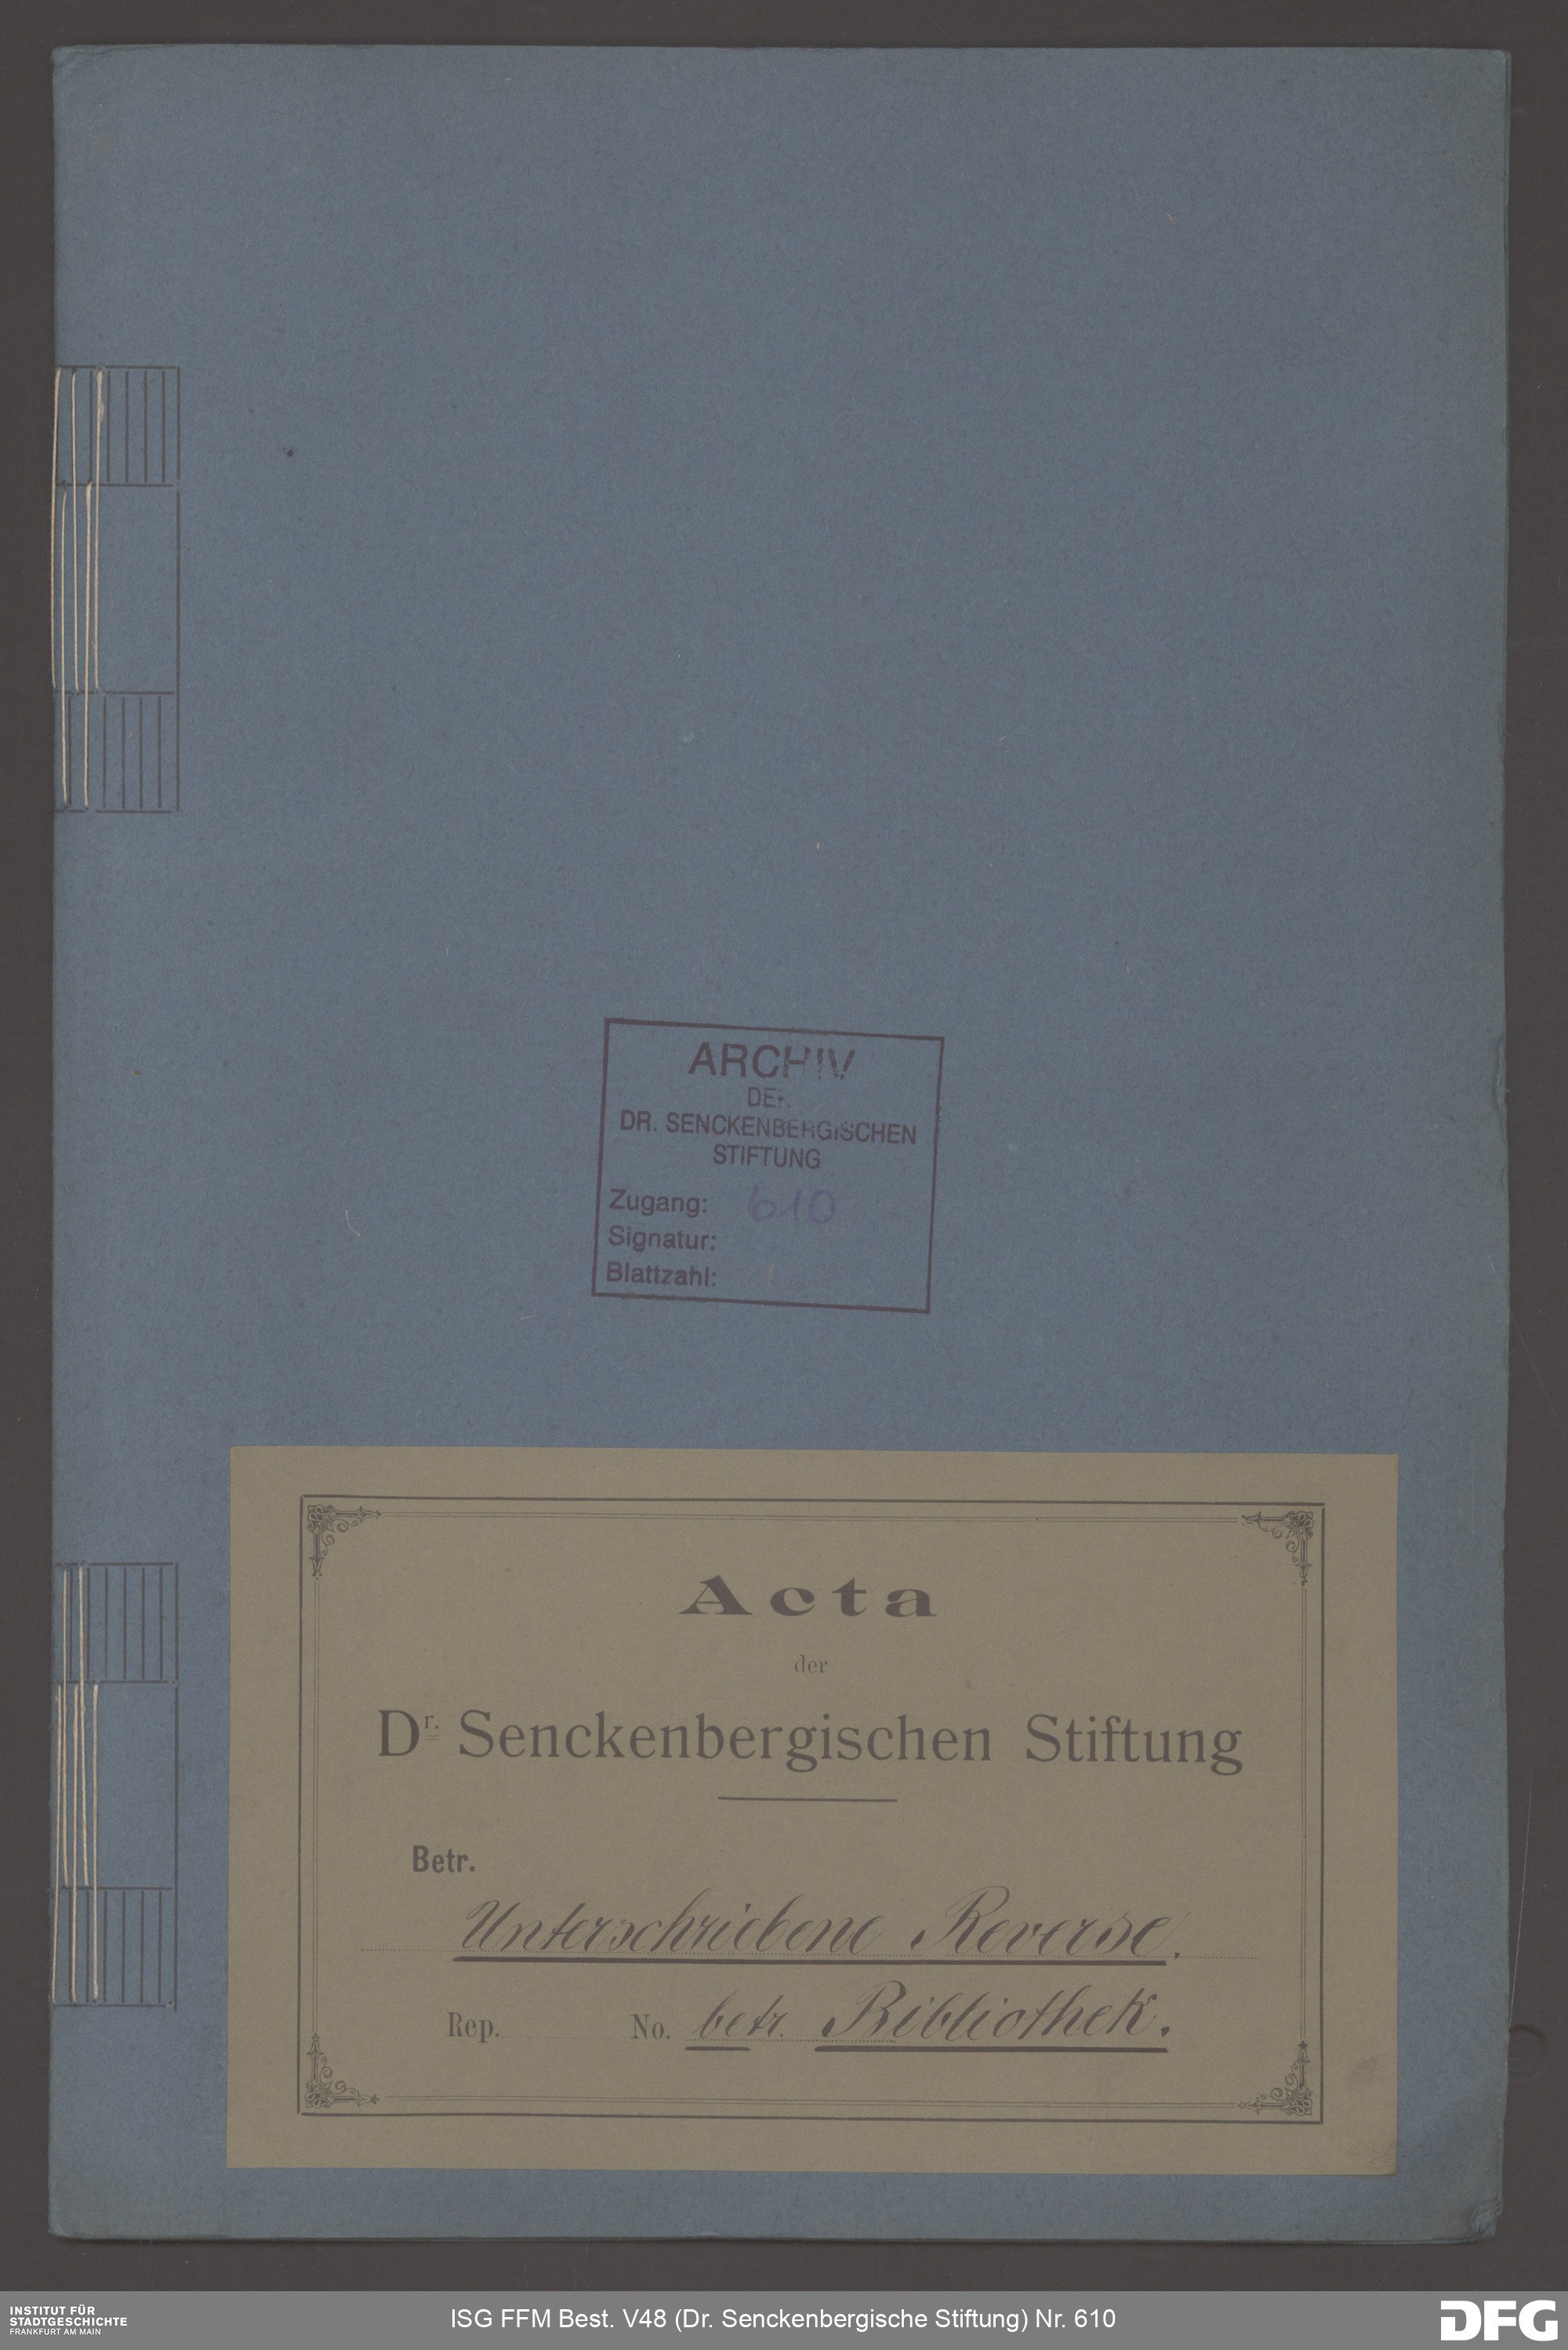 ARCHIV
DER
DR. SENCKENBERGISCHEN
STIFTUNG
Zugang: 610
Signatur:
Blattzahl:
Acta
der
Dr. Senckenbergischen Stiftung
Betr.
Unterschriebene Reverse.
Rep. No. betr. Bibliothek.
INSTITUT FÜR
STADTGESCHICHTE
FRANKFURT AM MAIN
ISG FFM Best. V48 (Dr. Senckenbergische Stiftung) Nr. 610
DFG